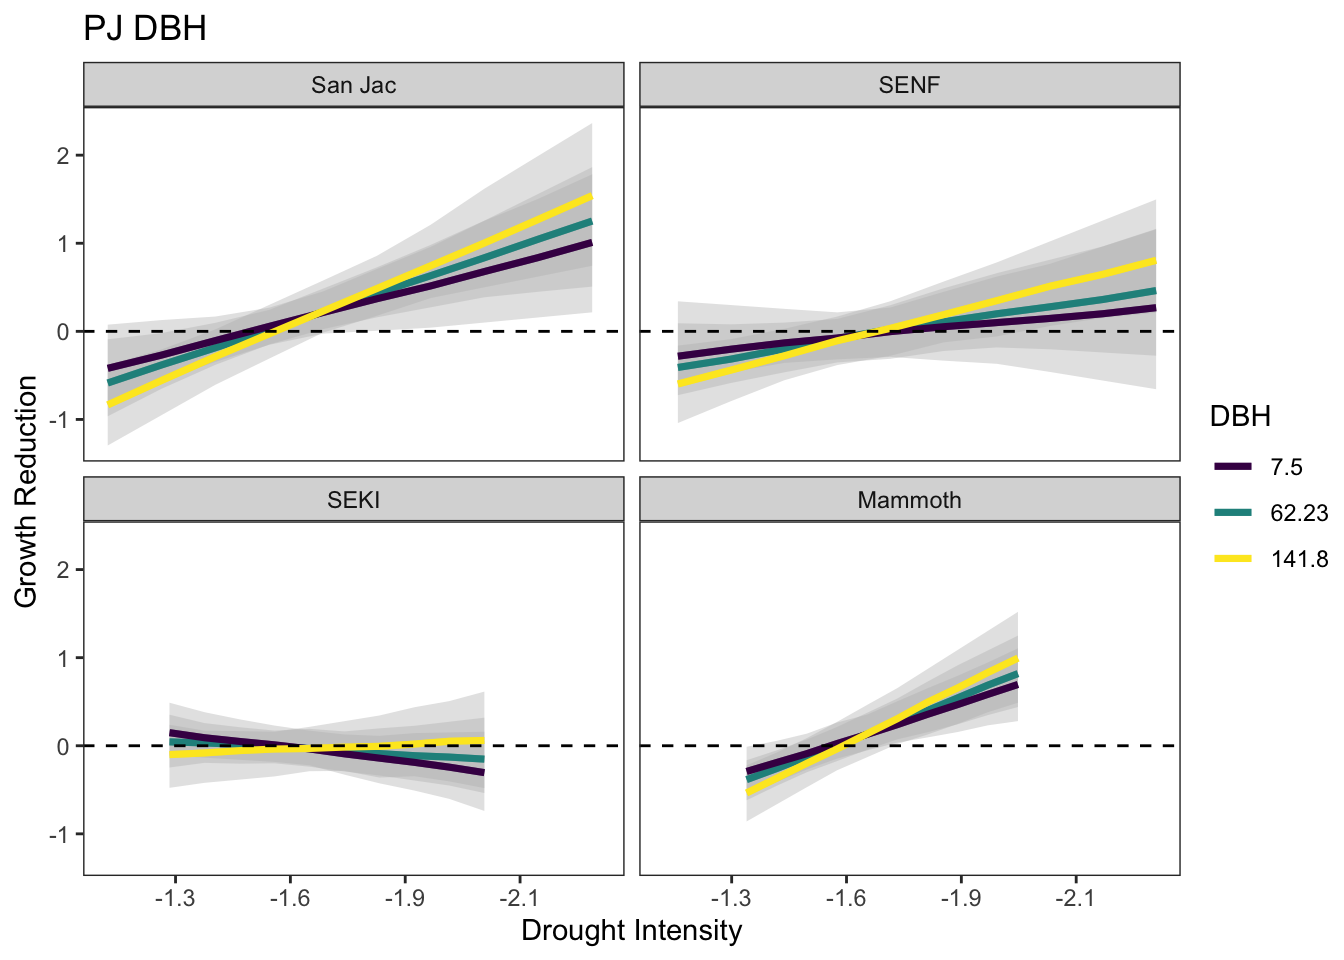 PJ DBH
San Jac
SENF
2
1
0
-1
SEKI
Mammoth
2
1
0
-1
-1.3
-1.6
-1.9
-2.1
-1.3
-1.6
-1.9
-2.1
Drought Intensity
Growth Reduction
DBH
7.5
62.23
141.8